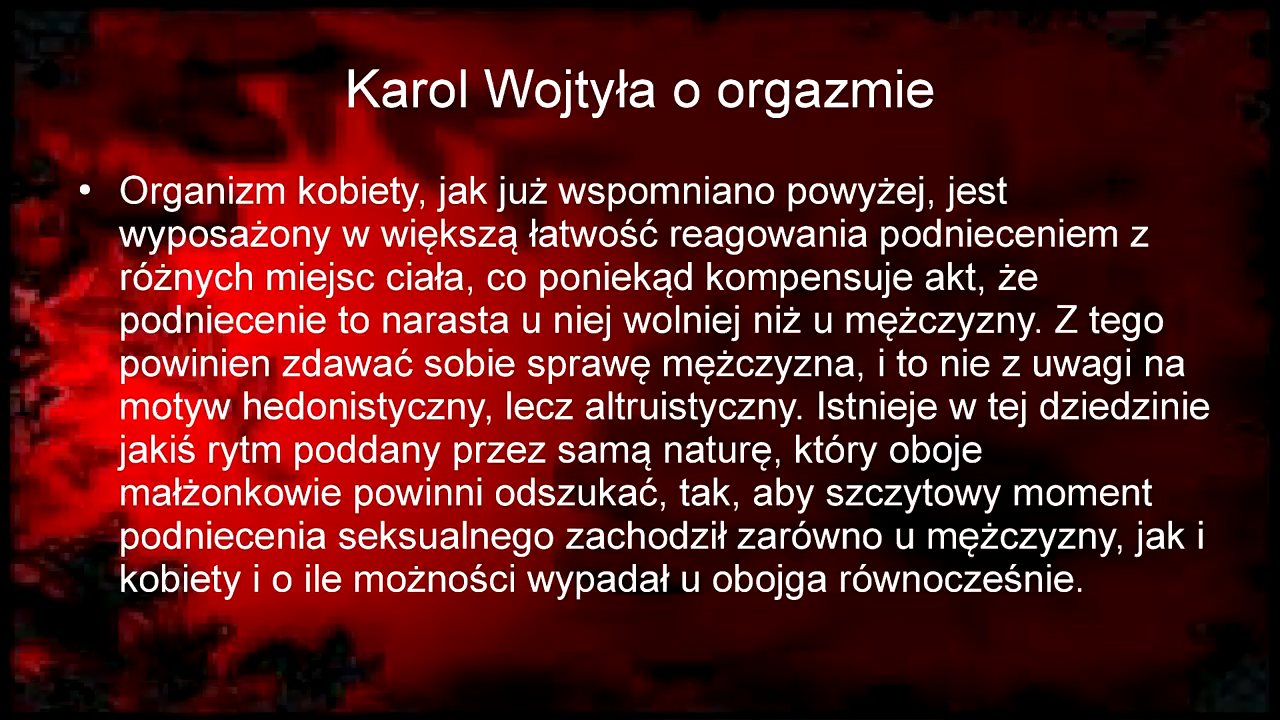 Karol Wojtyła o orgazmie
• Organizm kobiety, jak już wspomniano powyżej, jest
wyposażony w większą łatwość reagowania podnieceniem z
różnych miejsc ciała, co poniekąd kompensuje akt, że
podniecenie to narasta u niej wolniej niż u mężczyzny. Z tego
powinien zdawać sobie sprawę mężczyzna, i to nie z uwagi na
motyw hedonistyczny, lecz altruistyczny. Istnieje w tej dziedzinie
jakiś rytm poddany przez samą naturę, który oboje
małżonkowie powinni odszukać, tak, aby szczytowy moment
podniecenia seksualnego zachodził zarówno u mężczyzny, jak i
kobiety i o ile możności wypadał u obojga równocześnie.